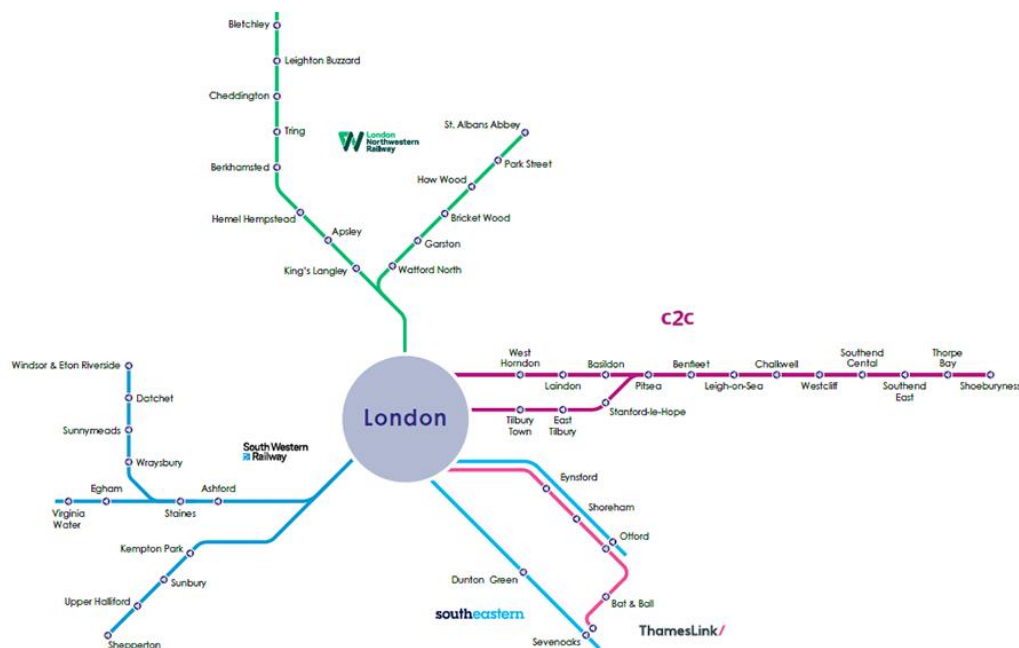 Bletchley
Leighton Buzzard
Cheddington
Tring
London
Northwestern
Railway
St. Albans Abbey
Park Street
Berkhamsted
How Wood
Hemel Hempstead
Bricket Wood
Apsley
Garston
King's Langley
Watford North
c2c
Windsor & Eton Riverside
Datchet
Sunnymeads
Wraysbury
South Western
Railway
Egham
Ashford
Virginia
Water
Staines
Kempton Park
Sunbury
Upper Halliford
Shepperton
London
West
Horndon
Laindon
Basildon
Pitsea
Benfleet
Leigh-on-Sea
Chalkwell
Westcliff
Southend
Cental
Southend
East
Thorpe
Bay
Shoeburyness
Tilbury
Town
East
Tilbury
Stanford-le-Hope
Eynsford
Shoreham
Otford
Dunton Green
Bat & Ball
southeastern
Sevenoaks
ThamesLink/